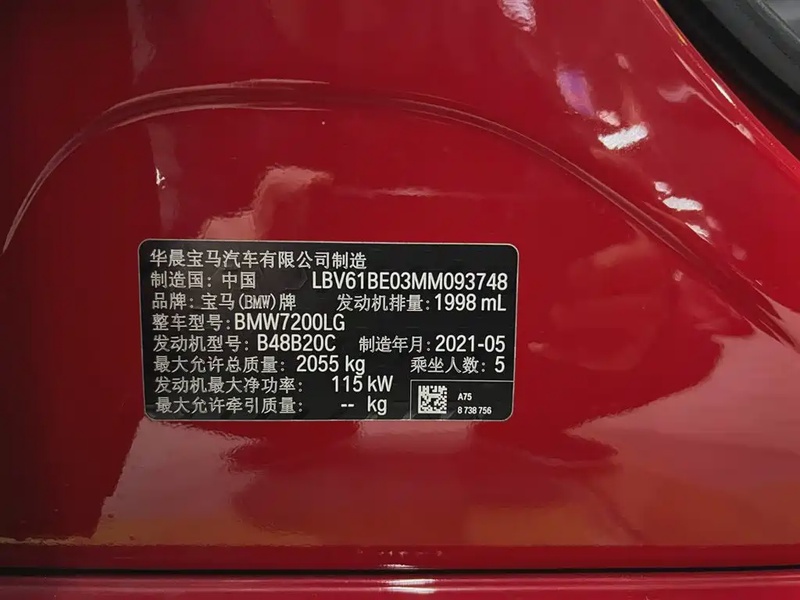 华晨宝马汽车有限公司制造
制造国：中国 LBV61BE03MM093748
品牌：宝马(BMW)牌 发动机排量：1998 mL
整车型号：BMW7200LG
发动机型号：B48B20C 制造年月：2021-05
最大允许总质量：2055 kg 乘坐人数：5
发动机最大净功率：115 kW
最大允许牵引质量：-- kg
A75
8 738 756